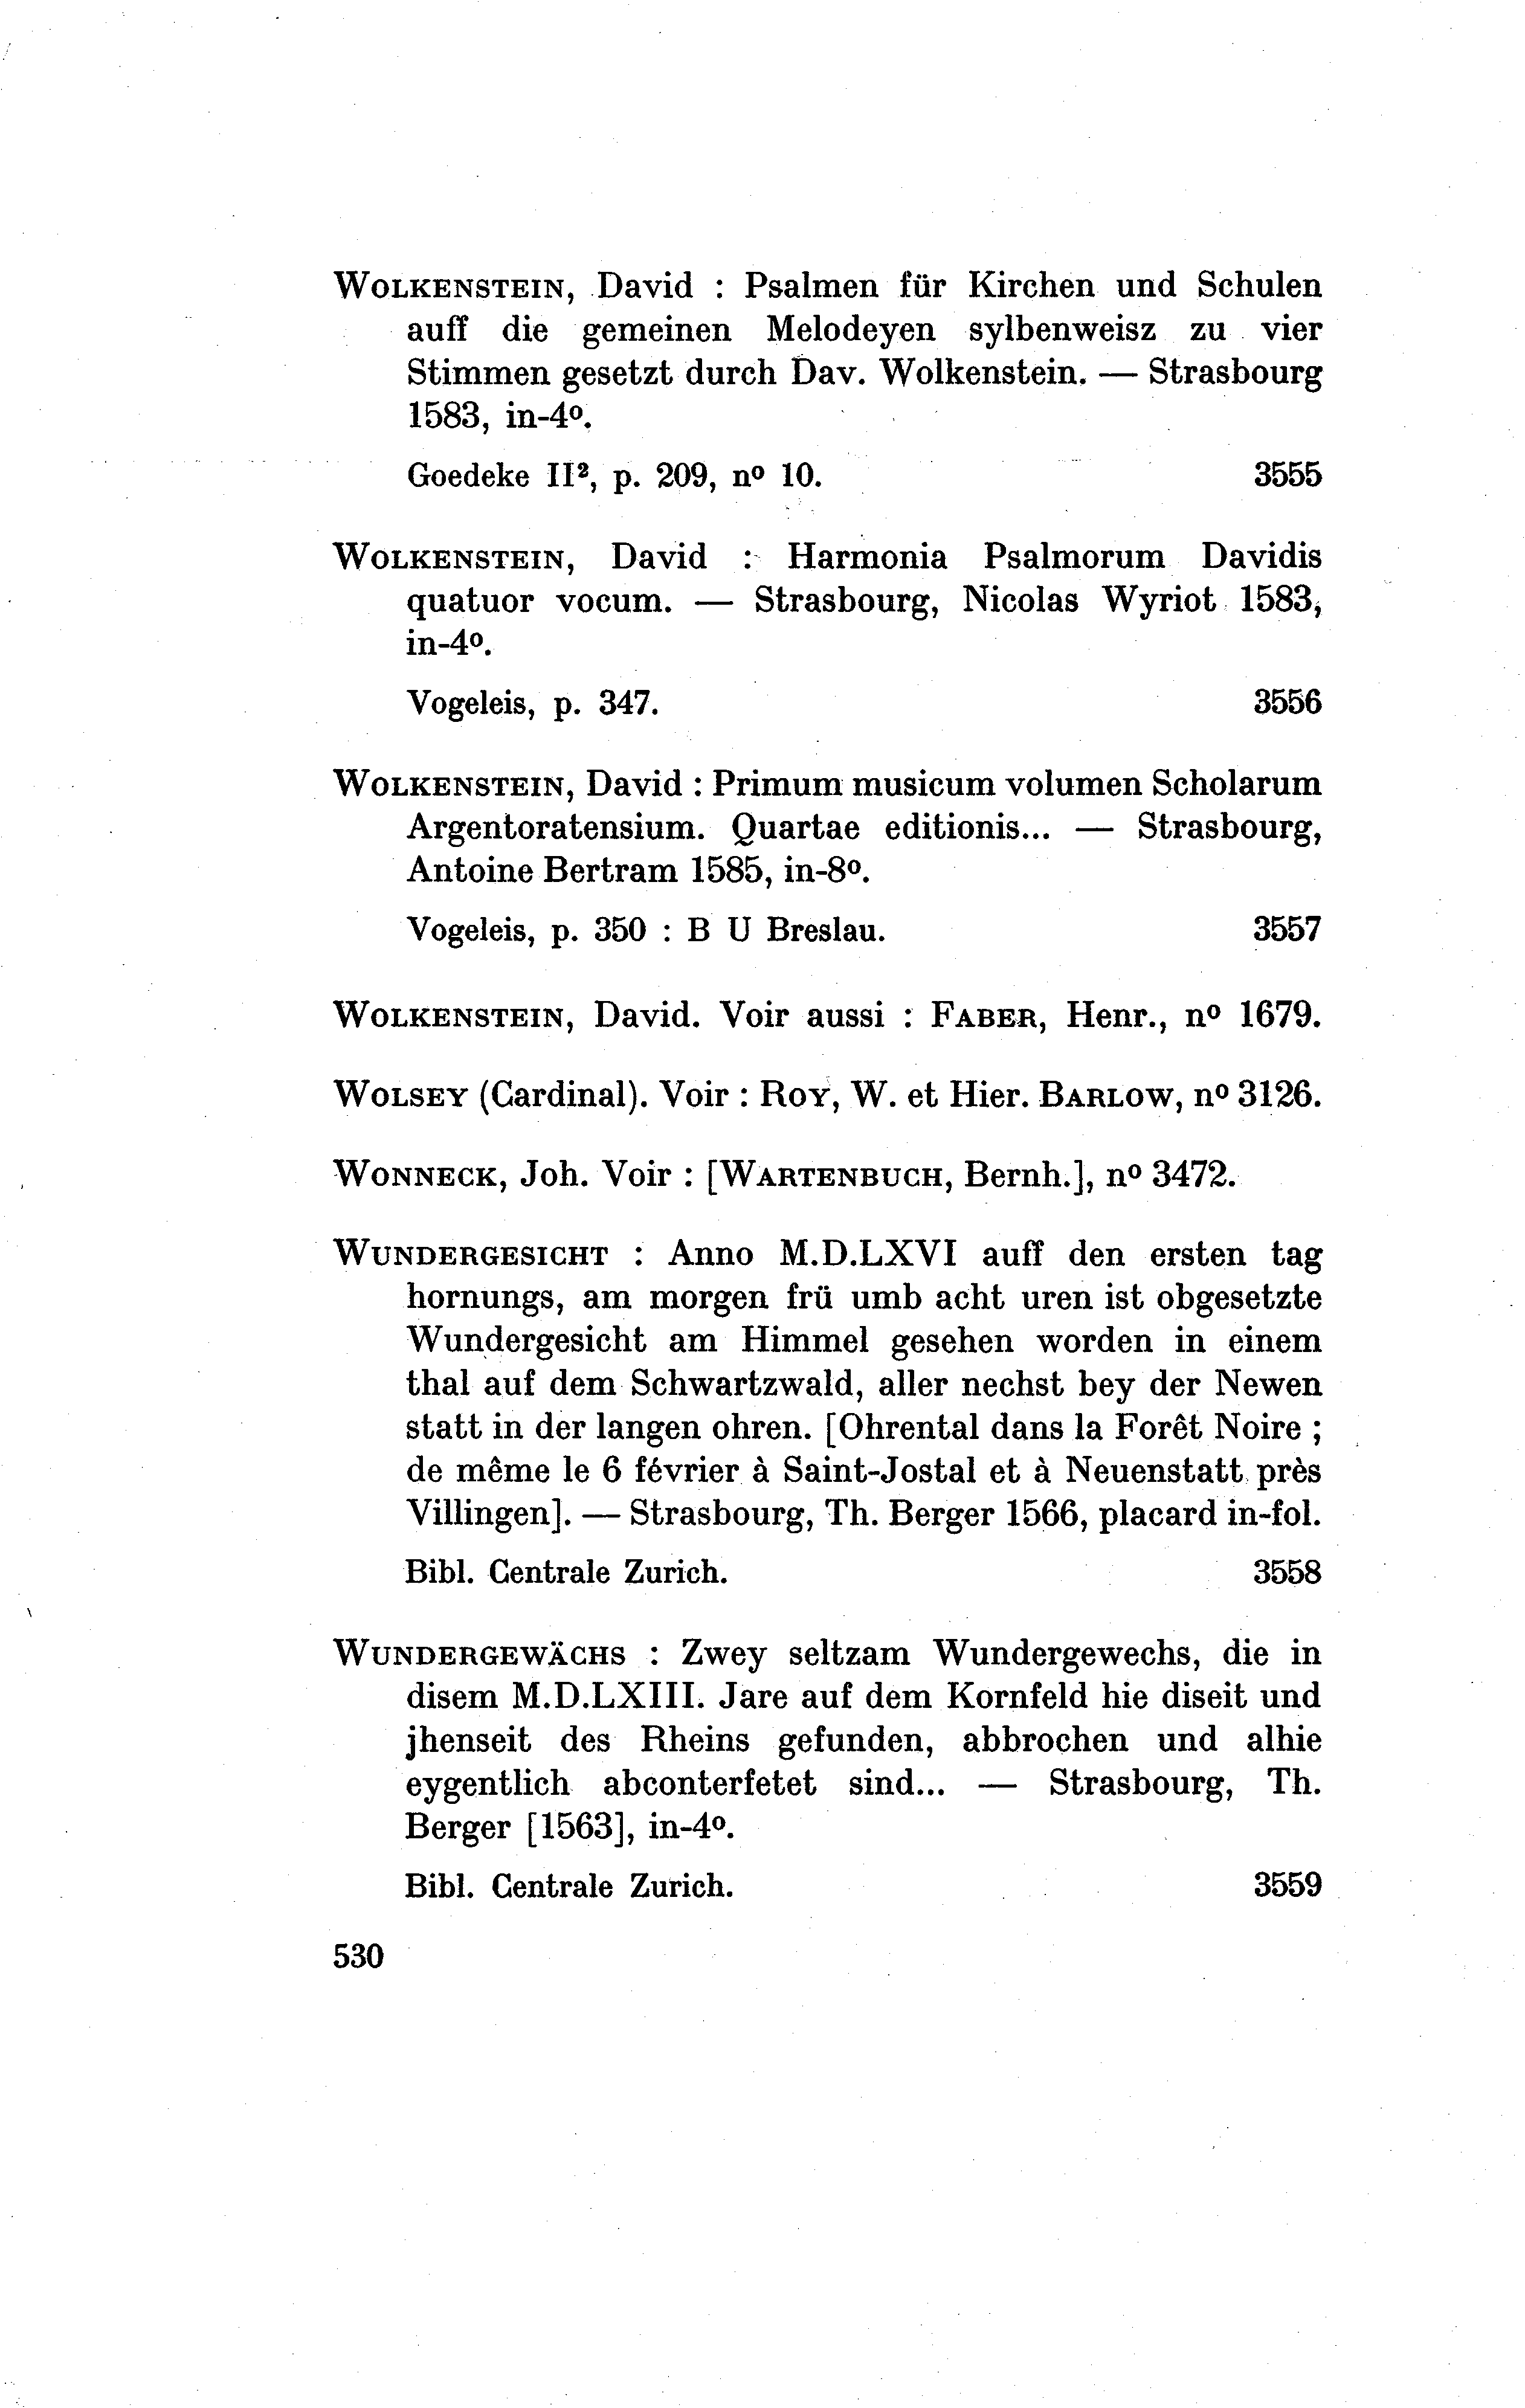 WOLKENSTEIN, David : Psalmen für Kirchen und Schulen
auff die gemeinen Melodeyen sylbenweisz zu vier
Stimmen gesetzt durch Dav. Wolkenstein. — Strasbourg
1583, in-4º.
Goedeke II², p. 209, nº 10. 3555
WOLKENSTEIN, David : Harmonia Psalmorum Davidis
quatuor vocum. — Strasbourg, Nicolas Wyriot 1583,
in-4º.
Vogeleis, p. 347. 3556
WOLKENSTEIN, David : Primum musicum volumen Scholarum
Argentoratensium. Quartae editionis... — Strasbourg,
Antoine Bertram 1585, in-8º.
Vogeleis, p. 350 : B U Breslau. 3557
WOLKENSTEIN, David. Voir aussi : FABER, Henr., nº 1679.
WOLSEY (Cardinal). Voir : ROY, W. et Hier. BARLOW, nº 3126.
WONNECK, Joh. Voir : [WARTENBUCH, Bernh.], nº 3472.
WUNDERGESICHT : Anno M.D.LXVI auff den ersten tag
hornungs, am morgen frü umb acht uren ist obgesetzte
Wundergesicht am Himmel gesehen worden in einem
thal auf dem Schwartzwald, aller nechst bey der Newen
statt in der langen ohren. [Ohrental dans la Forêt Noire ;
de même le 6 février à Saint-Jostal et à Neuenstatt près
Villingen]. — Strasbourg, Th. Berger 1566, placard in-fol.
Bibl. Centrale Zurich. 3558
WUNDERGEWÄCHS : Zwey seltzam Wundergewechs, die in
disem M.D.LXIII. Jare auf dem Kornfeld hie diseit und
jhenseit des Rheins gefunden, abbrochen und alhie
eygentlich abconterfetet sind... — Strasbourg, Th.
Berger [1563], in-4º.
Bibl. Centrale Zurich. 3559
530